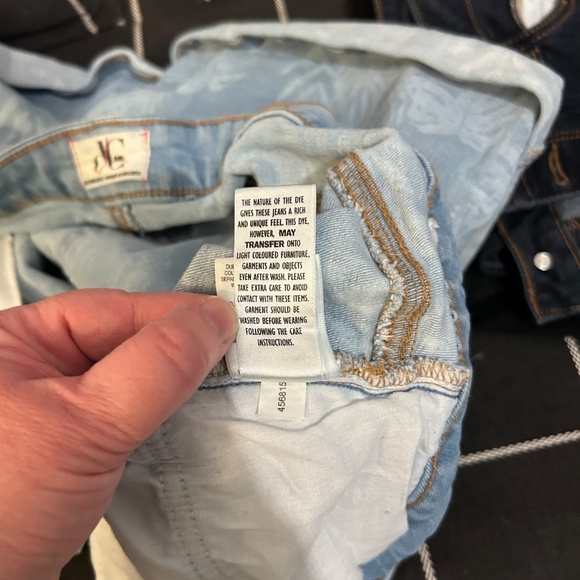 THE NATURE OF THE DYE
GIVES THESE JEANS A RICH
AND UNIQUE FEEL. THIS DYE,
HOWEVER, MAY
TRANSFER ONTO
LIGHT COLOURED FURNITURE,
GARMENTS AND OBJECTS
EVEN AFTER WASH. PLEASE
TAKE EXTRA CARE TO AVOID
CONTACT WITH THESE ITEMS.
GARMENT SHOULD BE
WASHED BEFORE WEARING
FOLLOWING THE CARE
INSTRUCTIONS.
456815